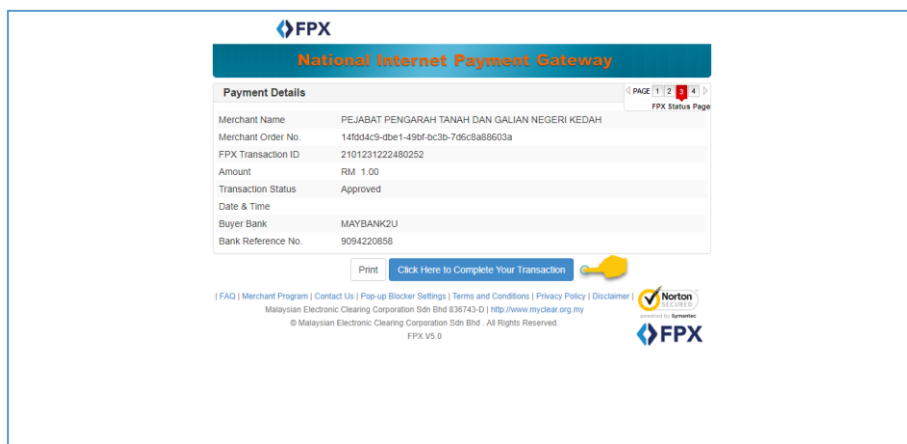 FPX
National Internet Payment Gateway
Payment Details
PAGE 1 2 3 4
FPX Status Page
Merchant Name PEJABAT PENGARAH TANAH DAN GALIAN NEGERI KEDAH
Merchant Order No. 14fdd4c9-dbe1-49bf-bc3b-7d6c8a88603a
FPX Transaction ID 2101231222480252
Amount RM 1.00
Transaction Status Approved
Date & Time
Buyer Bank MAYBANK2U
Bank Reference No. 9094220858
Print Click Here to Complete Your Transaction
| FAQ | Merchant Program | Contact Us | Pop-up Blocker Settings | Terms and Conditions | Privacy Policy | Disclaimer |
Malaysian Electronic Clearing Corporation Sdn Bhd 836743-D | http://www.myclear.org.my
© Malaysian Electronic Clearing Corporation Sdn Bhd . All Rights Reserved.
FPX V5.0
Norton
SECURED
powered by Symantec
FPX